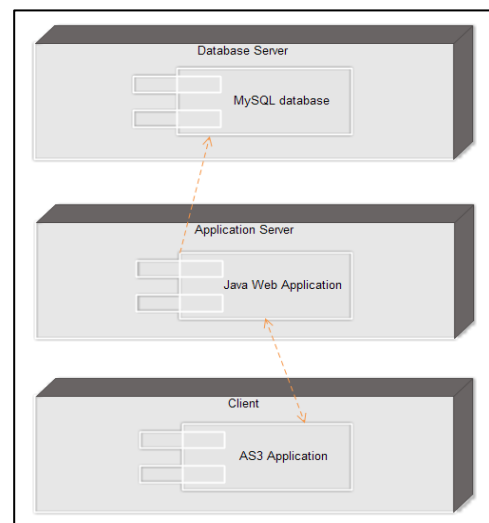 Database Server
MySQL database
Application Server
Java Web Application
Client
AS3 Application